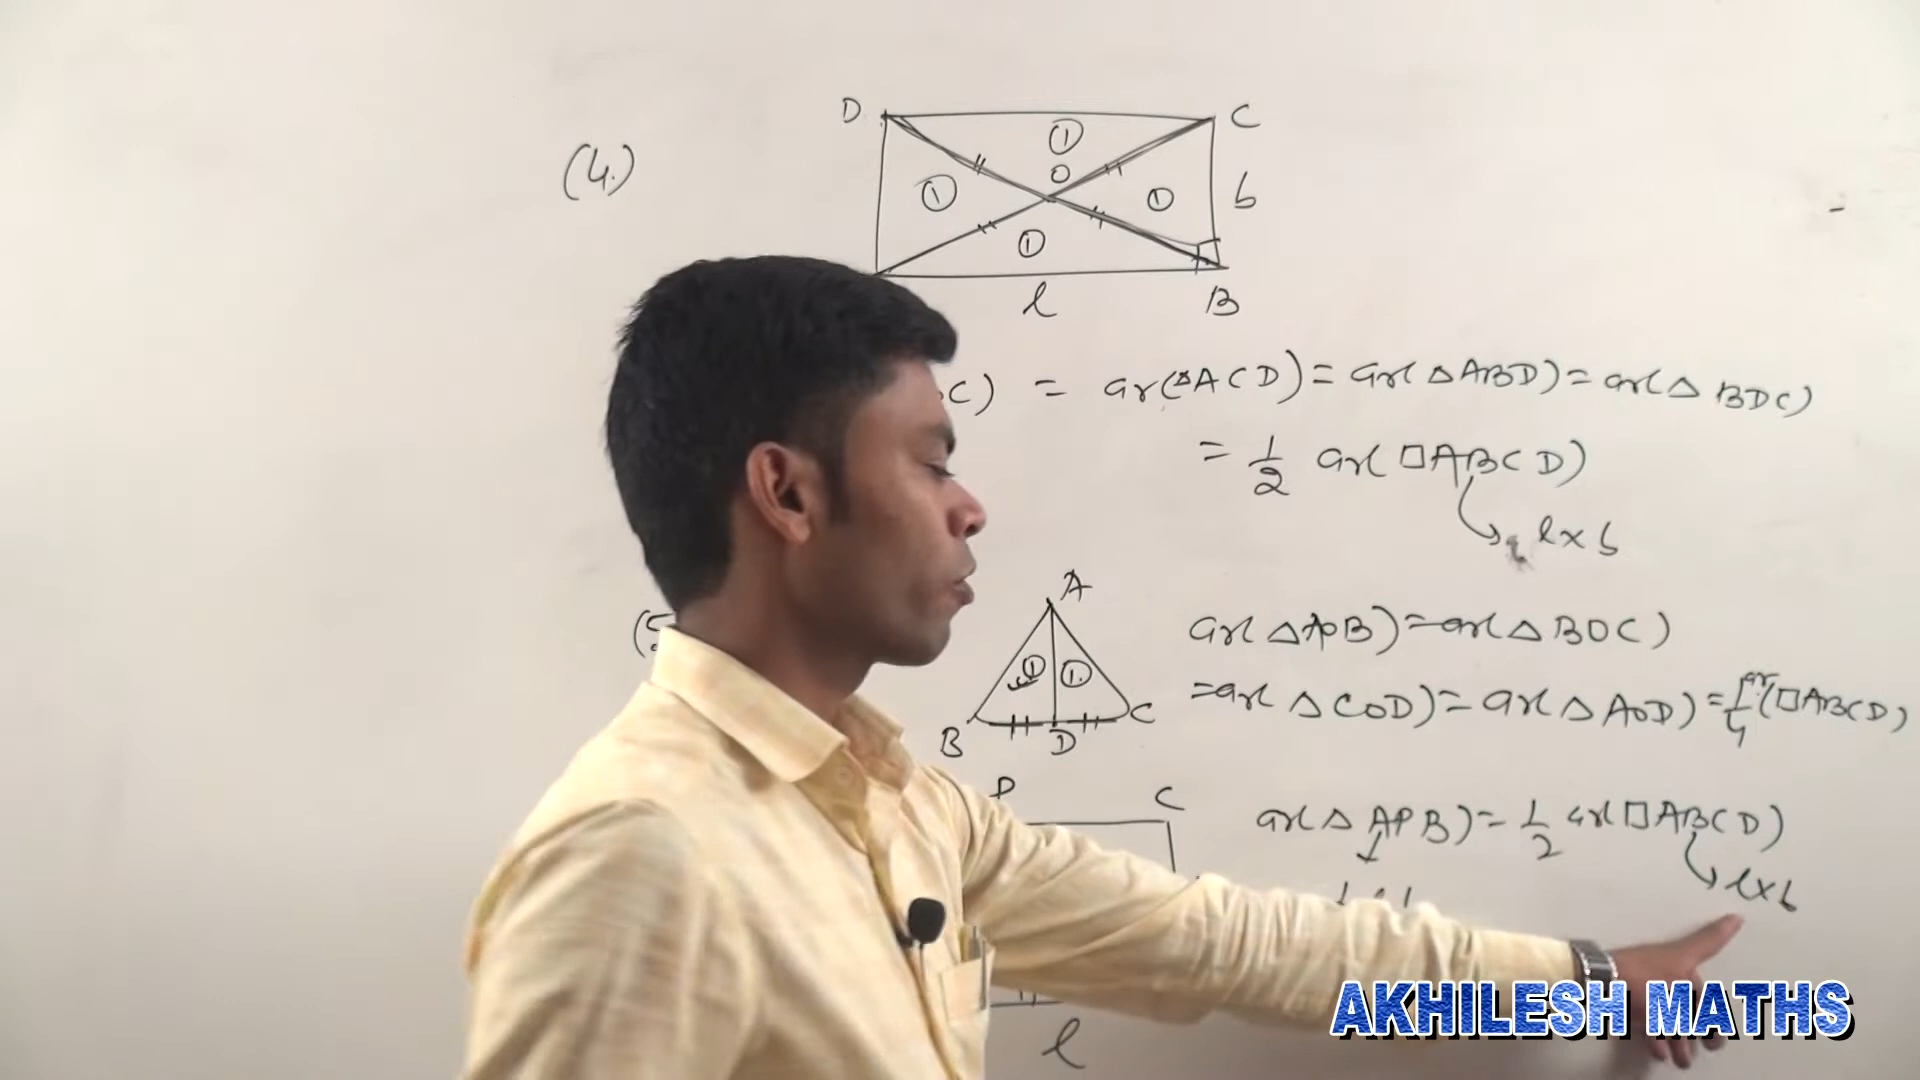 (4.)
D
C
①
O
①
①
b
①
l
B
C) = ar(△ACD) = ar(△ABD) = ar(△BDC)
= 1/2 ar(□ABCD)
l×b
(5
A
ar(△AOB) = ar(△BOC)
① ①.
= ar(△COD) = ar(△AOD) = 1/4 ar(□ABCD)
B D C
P C
ar(△APB) = 1/2 ar(□ABCD)
l×b
l
AKHILESH MATHS